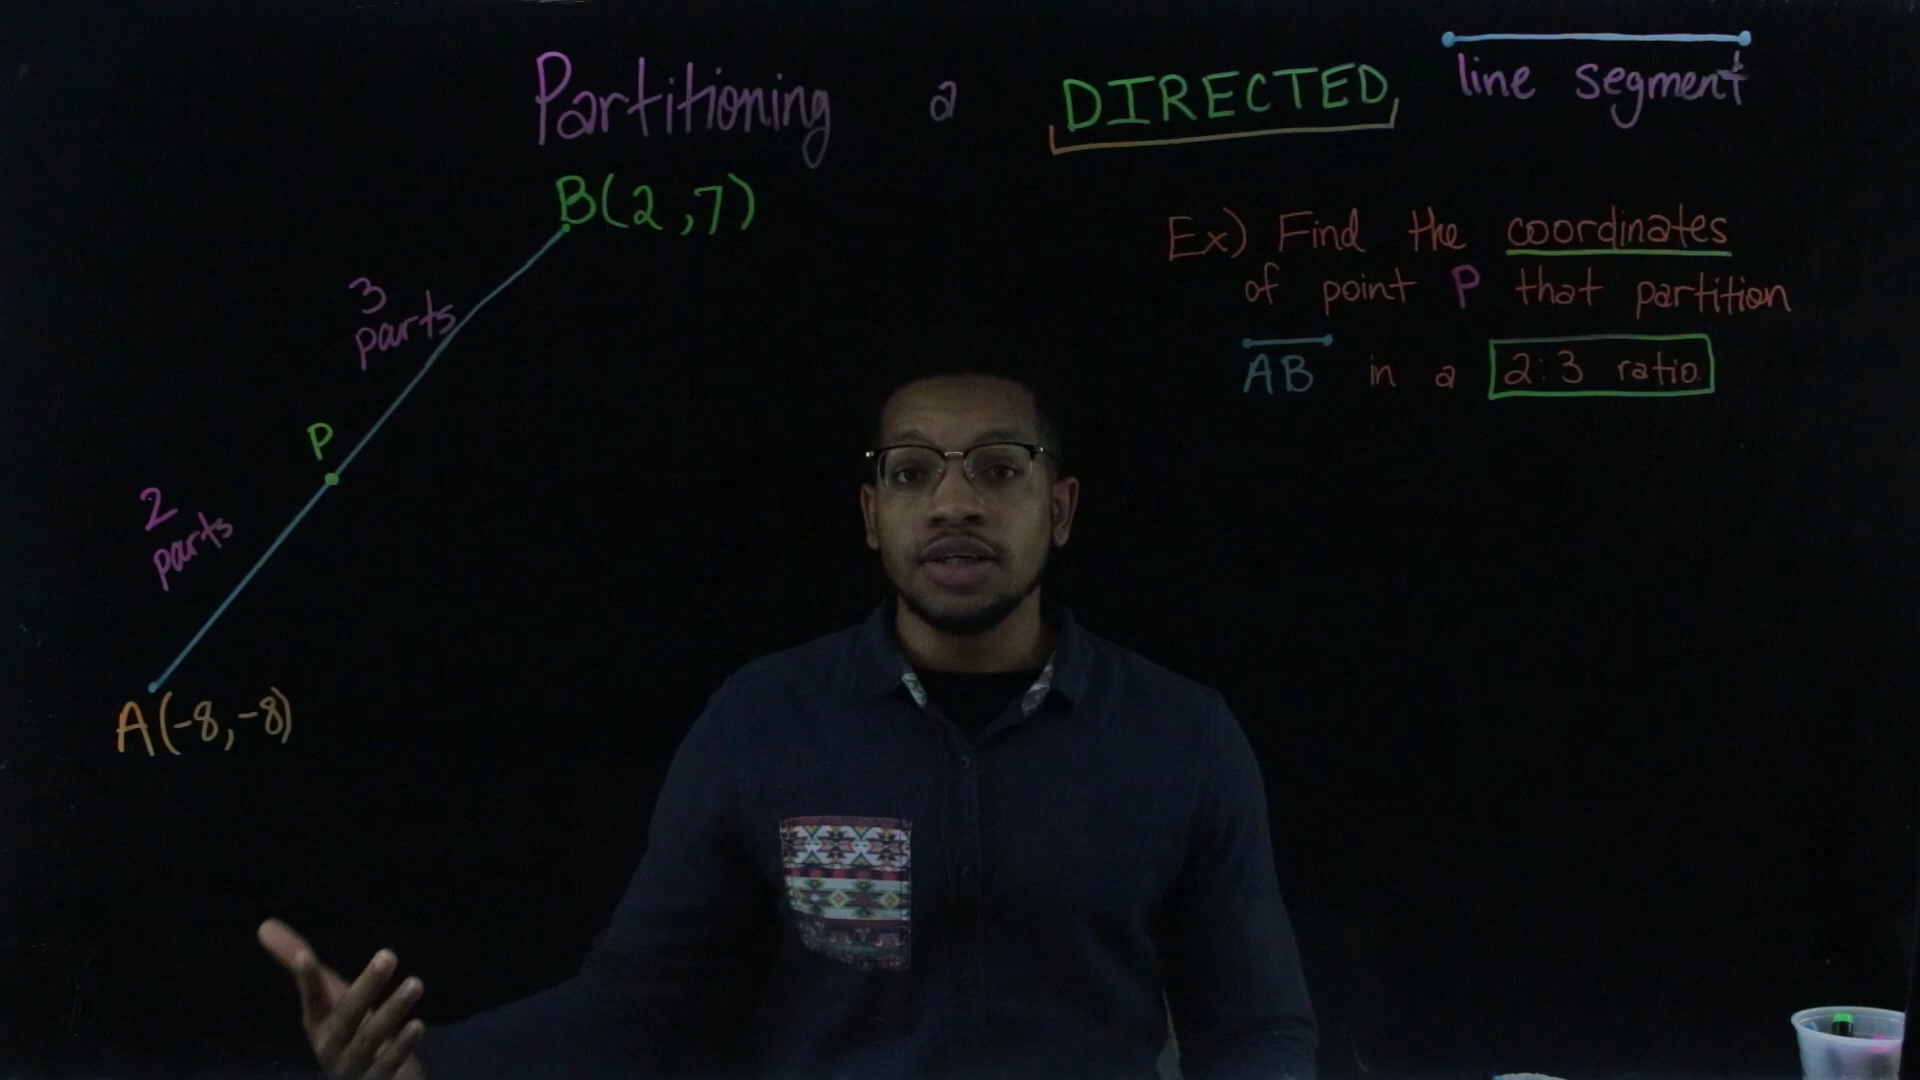 Partitioning a DIRECTED line segment
B(2,7)
Ex) Find the coordinates
of point P that partition
AB in a 2:3 ratio.
3
parts
P
2
parts
A(-8,-8)